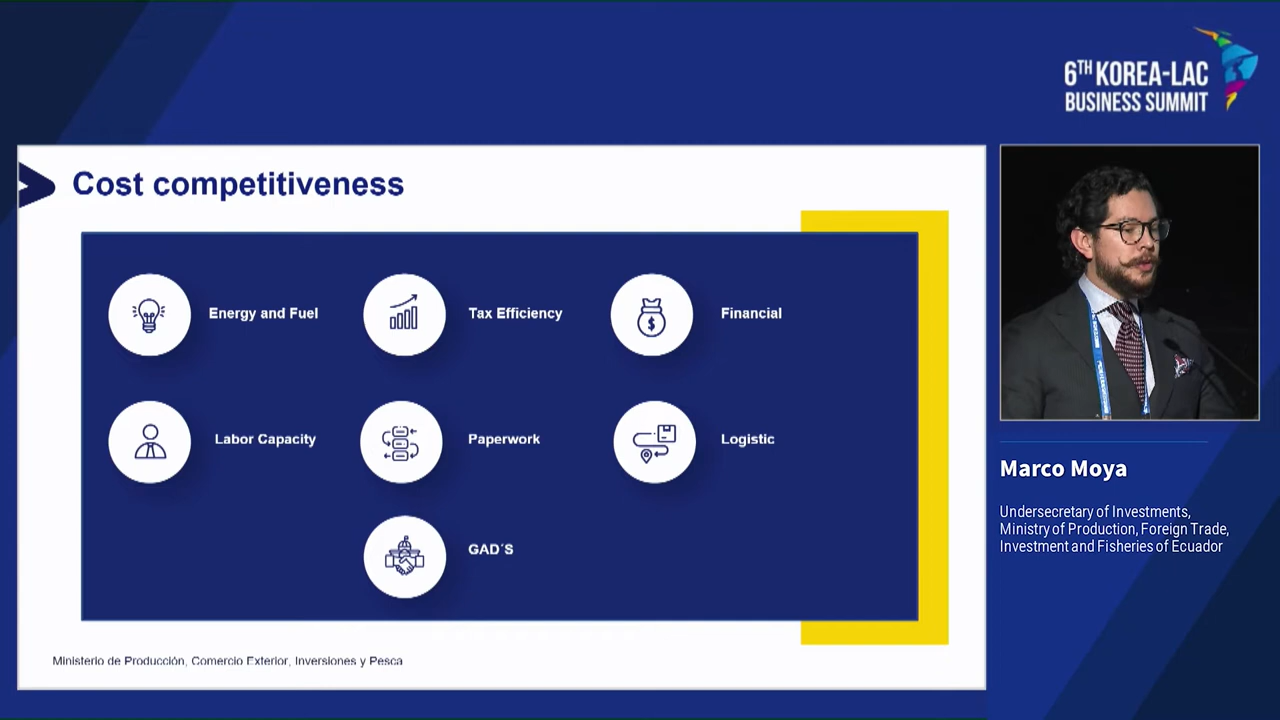 6TH KOREA-LAC
BUSINESS SUMMIT
Cost competitiveness
Energy and Fuel
Tax Efficiency
Financial
Labor Capacity
Paperwork
Logistic
GAD´S
Ministerio de Producción, Comercio Exterior, Inversiones y Pesca
Marco Moya
Undersecretary of Investments,
Ministry of Production, Foreign Trade,
Investment and Fisheries of Ecuador